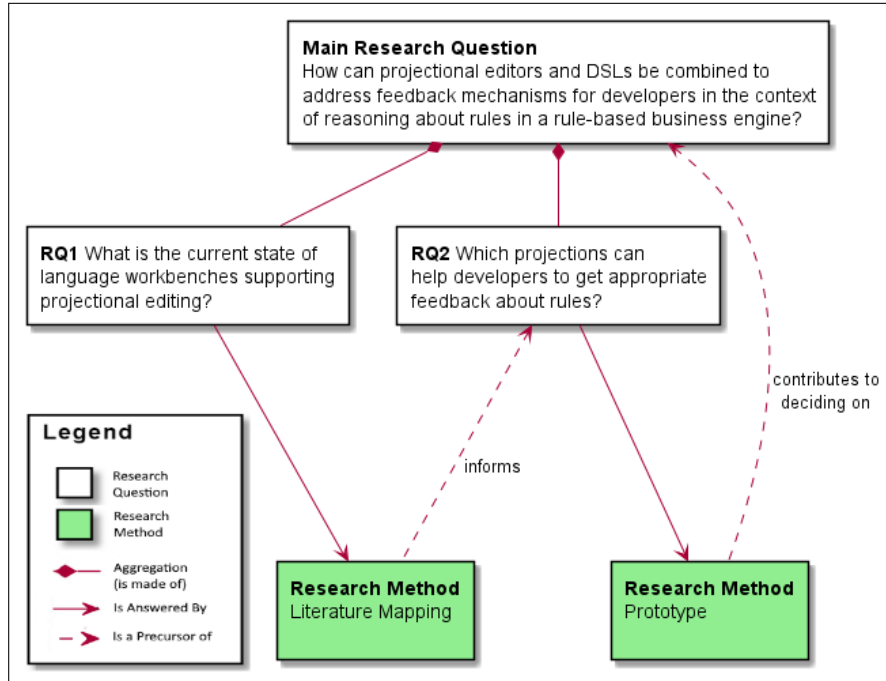 Main Research Question
How can projectional editors and DSLs be combined to
address feedback mechanisms for developers in the context
of reasoning about rules in a rule-based business engine?
RQ1 What is the current state of
language workbenches supporting
projectional editing?
RQ2 Which projections can
help developers to get appropriate
feedback about rules?
contributes to
deciding on
informs
Legend
Research
Question
Research
Method
Aggregation
(is made of)
Is Answered By
Is a Precursor of
Research Method
Literature Mapping
Research Method
Prototype